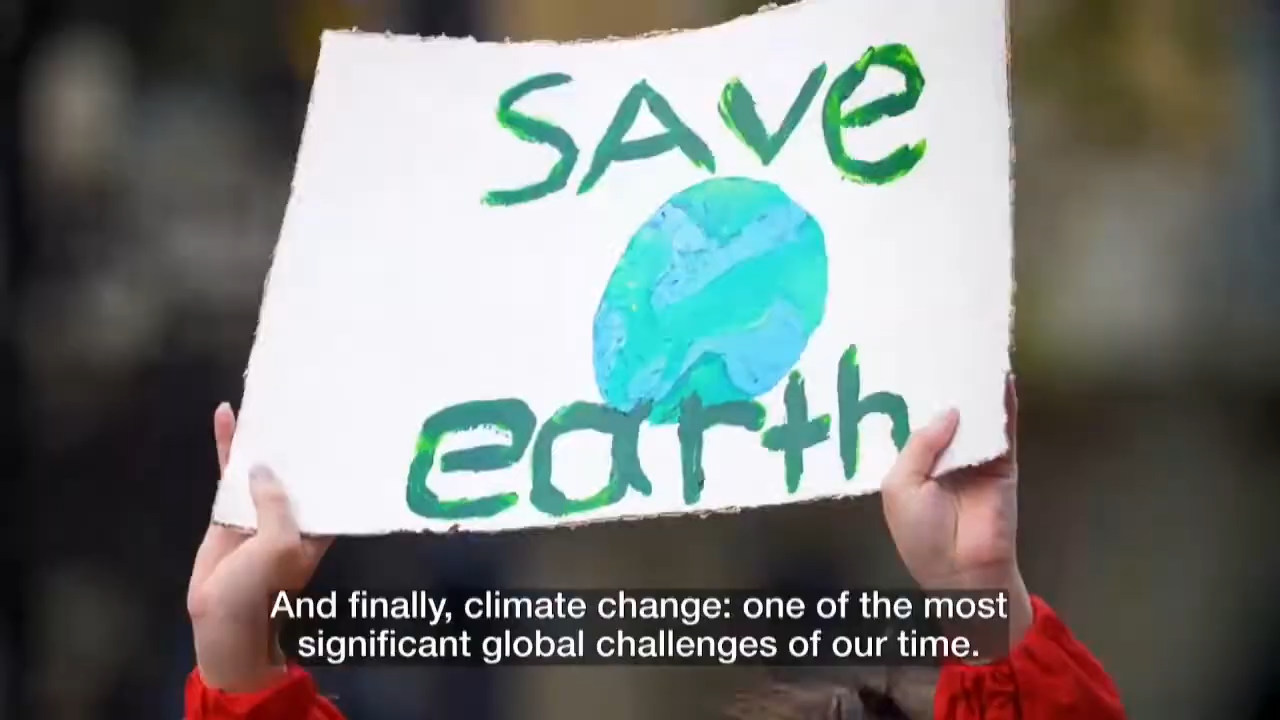 SAVe
earth
And finally, climate change: one of the most
significant global challenges of our time.